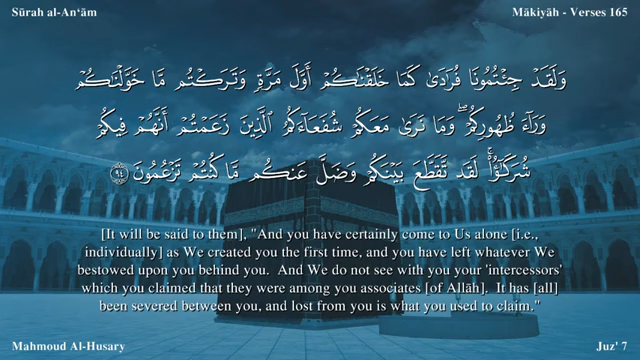 Sūrah al-An‘ām
Mākiyāh - Verses 165
وَلَقَدْ جِئْتُمُونَا فُرَادَىٰ كَمَا خَلَقْنَاكُمْ أَوَّلَ مَرَّةٍ وَتَرَكْتُم مَّا خَوَّلْنَاكُمْ
وَرَاءَ ظُهُورِكُمْ ۖ وَمَا نَرَىٰ مَعَكُمْ شُفَعَاءَكُمُ الَّذِينَ زَعَمْتُمْ أَنَّهُمْ فِيكُمْ
شُرَكَاءُ ۚ لَقَد تَّقَطَّعَ بَيْنَكُمْ وَضَلَّ عَنكُم مَّا كُنتُمْ تَزْعُمُونَ ٩٤
[It will be said to them], "And you have certainly come to Us alone [i.e.,
individually] as We created you the first time, and you have left whatever We
bestowed upon you behind you. And We do not see with you your 'intercessors'
which you claimed that they were among you associates [of Allāh]. It has [all]
been severed between you, and lost from you is what you used to claim."
Mahmoud Al-Husary
Juz' 7